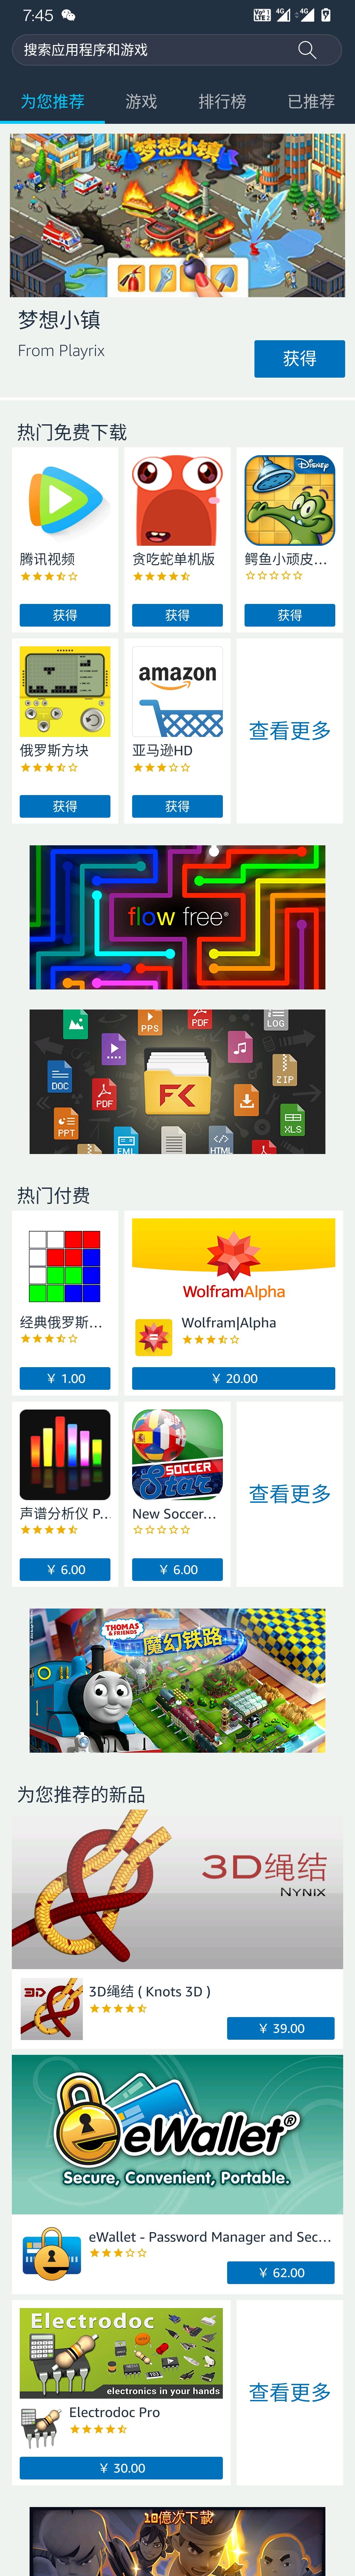 7:45
4G
4G
搜索应用程序和游戏
为您推荐 游戏 排行榜 已推荐
梦想小镇
梦想小镇
From Playrix
获得
热门免费下载
Disney
腾讯视频 贪吃蛇单机版 鳄鱼小顽皮...
获得 获得 获得
amazon
俄罗斯方块 亚马逊HD
查看更多
获得 获得
flow free®
PPS PDF LOG
DOC PDF ZIP
PPT XLS
EML HTML
FX
热门付费
WolframAlpha
经典俄罗斯... Wolfram|Alpha
¥ 1.00 ¥ 20.00
SOCCER
Star
声谱分析仪 P... New Soccer...
查看更多
¥ 6.00 ¥ 6.00
THOMAS
& FRIENDS
魔幻铁路
为您推荐的新品
3D绳结
NYNIX
3D
3D绳结 ( Knots 3D )
¥ 39.00
eWallet®
Secure, Convenient, Portable.
eWallet - Password Manager and Sec...
¥ 62.00
Electrodoc
electronics in your hands
Electrodoc Pro
查看更多
¥ 30.00
10億次下載